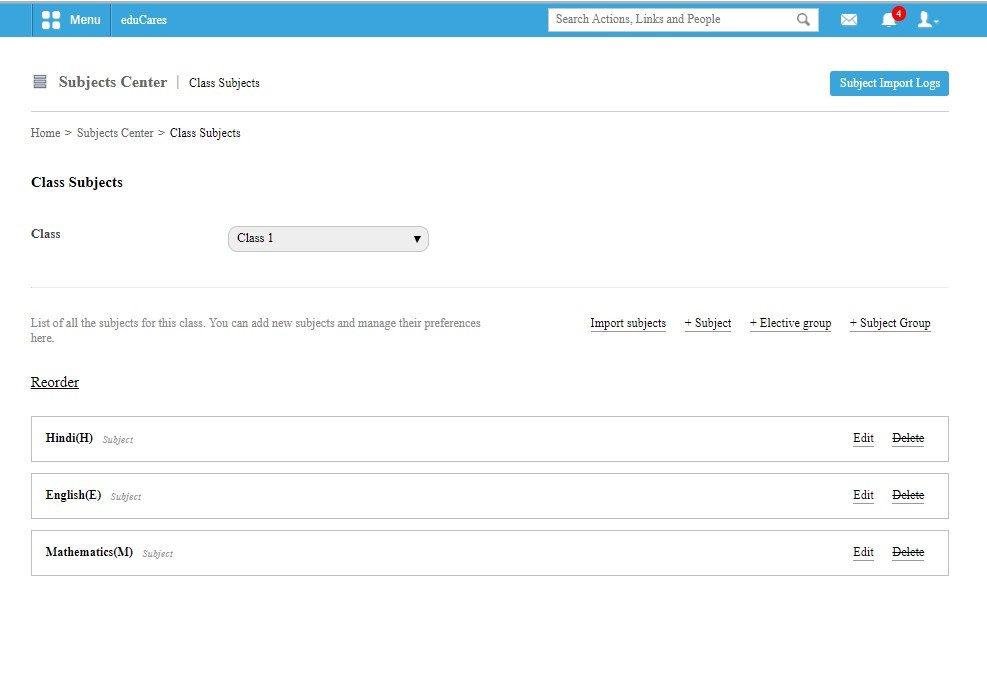 Menu eduCares Search Actions, Links and People 4
Subjects Center | Class Subjects Subject Import Logs
Home > Subjects Center > Class Subjects
Class Subjects
Class Class 1
List of all the subjects for this class. You can add new subjects and manage their preferences
here.
Import subjects + Subject + Elective group + Subject Group
Reorder
Hindi(H) Subject Edit Delete
English(E) Subject Edit Delete
Mathematics(M) Subject Edit Delete